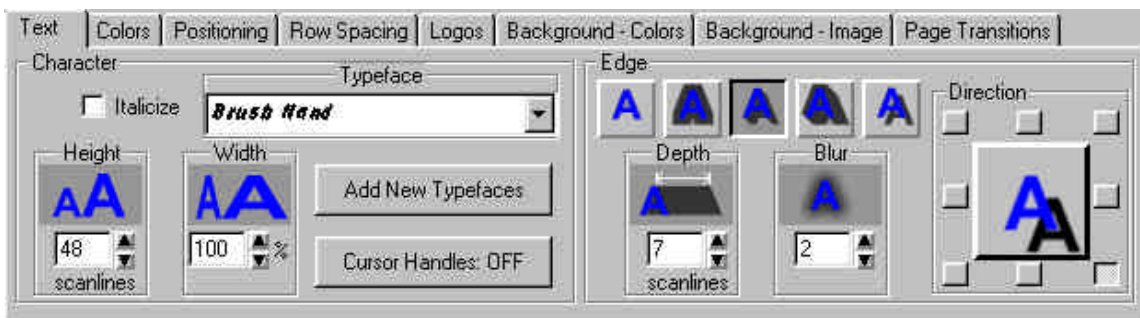 Text Colors Positioning Row Spacing Logos Background - Colors Background - Image Page Transitions
Character
Typeface
Italicize
Brush Hand
Height
Width
A A
A A
48
100 %
scanlines
Add New Typefaces
Cursor Handles: OFF
Edge
A A A A A
Depth
Blur
A
A
7
2
scanlines
Direction
A A